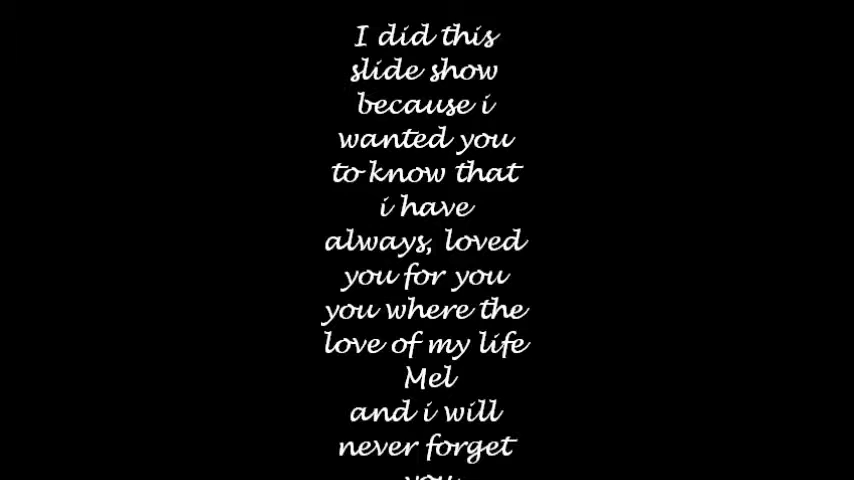 I did this
slide show
because i
wanted you
to know that
i have
always, loved
you for you
you where the
love of my life
Mel
and i will
never forget
you